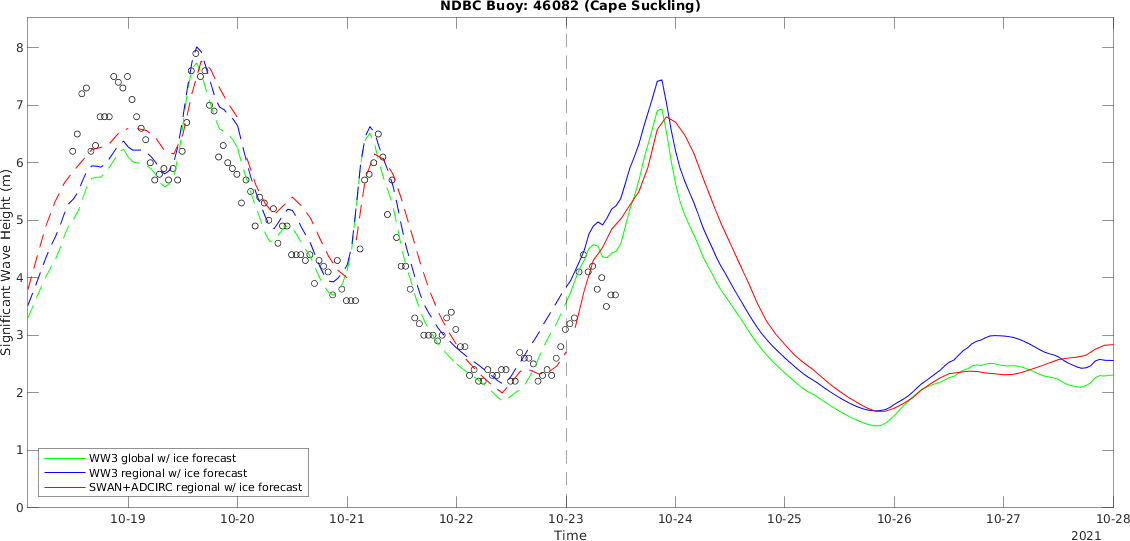 NDBC Buoy: 46082 (Cape Suckling)
8
7
6
5
4
3
2
1
0
Significant Wave Height (m)
WW3 global w/ ice forecast
WW3 regional w/ ice forecast
SWAN+ADCIRC regional w/ ice forecast
10-19 10-20 10-21 10-22 10-23 10-24 10-25 10-26 10-27 10-28
Time
2021